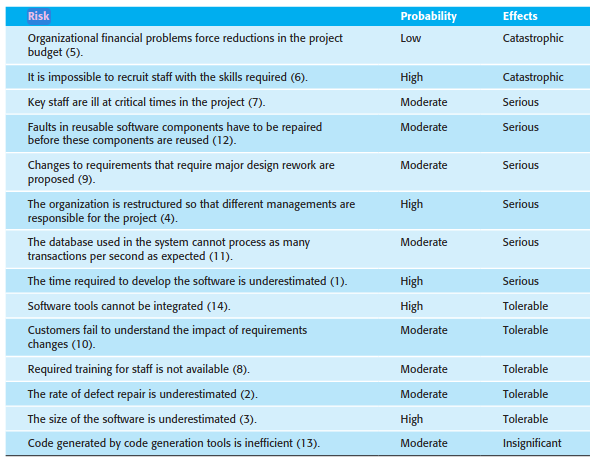 Risk Probability Effects
Organizational financial problems force reductions in the project Low Catastrophic
budget (5).
It is impossible to recruit staff with the skills required (6). High Catastrophic
Key staff are ill at critical times in the project (7). Moderate Serious
Faults in reusable software components have to be repaired Moderate Serious
before these components are reused (12).
Changes to requirements that require major design rework are Moderate Serious
proposed (9).
The organization is restructured so that different managements are High Serious
responsible for the project (4).
The database used in the system cannot process as many Moderate Serious
transactions per second as expected (11).
The time required to develop the software is underestimated (1). High Serious
Software tools cannot be integrated (14). High Tolerable
Customers fail to understand the impact of requirements Moderate Tolerable
changes (10).
Required training for staff is not available (8). Moderate Tolerable
The rate of defect repair is underestimated (2). Moderate Tolerable
The size of the software is underestimated (3). High Tolerable
Code generated by code generation tools is inefficient (13). Moderate Insignificant